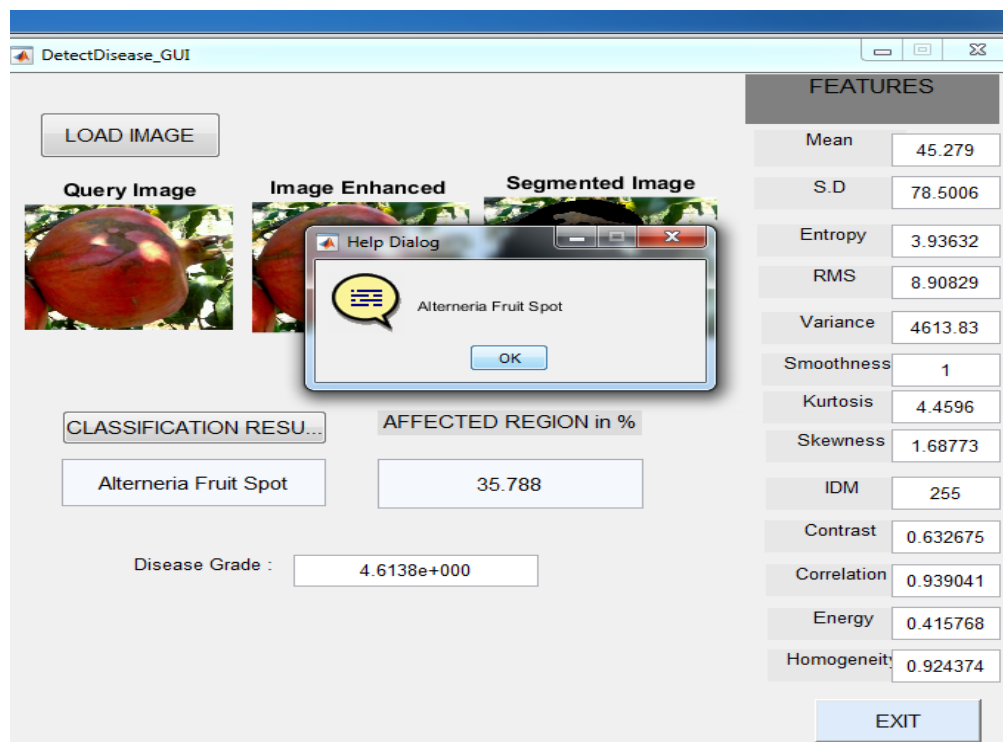 DetectDisease_GUI
FEATURES
LOAD IMAGE
Mean 45.279
Query Image Image Enhanced Segmented Image
S.D 78.5006
Entropy 3.93632
Help Dialog
RMS 8.90829
Alterneria Fruit Spot
Variance 4613.83
OK
Smoothness 1
Kurtosis 4.4596
CLASSIFICATION RESU... AFFECTED REGION in %
Skewness 1.68773
Alterneria Fruit Spot 35.788
IDM 255
Contrast 0.632675
Disease Grade : 4.6138e+000
Correlation 0.939041
Energy 0.415768
Homogeneity 0.924374
EXIT